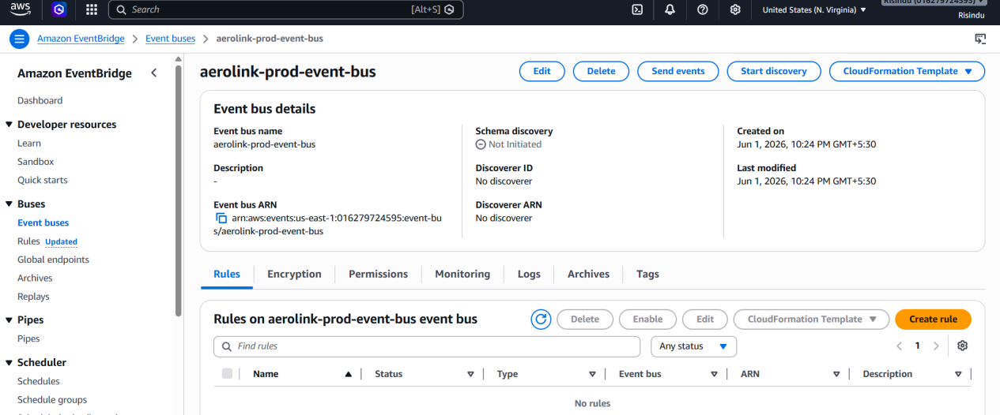 aws
Search [Alt+S]
United States (N. Virginia)
Risindu (016279724595)
Risindu
Amazon EventBridge > Event buses > aerolink-prod-event-bus
Amazon EventBridge
Dashboard
Developer resources
Learn
Sandbox
Quick starts
Buses
Event buses
Rules Updated
Global endpoints
Archives
Replays
Pipes
Pipes
Scheduler
Schedules
Schedule groups
aerolink-prod-event-bus
Edit
Delete
Send events
Start discovery
CloudFormation Template
Event bus details
Event bus name
aerolink-prod-event-bus
Description
-
Event bus ARN
arn:aws:events:us-east-1:016279724595:event-bu
s/aerolink-prod-event-bus
Schema discovery
Not Initiated
Discoverer ID
No discoverer
Discoverer ARN
No discoverer
Created on
Jun 1, 2026, 10:24 PM GMT+5:30
Last modified
Jun 1, 2026, 10:24 PM GMT+5:30
Rules
Encryption
Permissions
Monitoring
Logs
Archives
Tags
Rules on aerolink-prod-event-bus event bus
Delete
Enable
Edit
CloudFormation Template
Create rule
Find rules
Any status
1
Name
Status
Type
Event bus
ARN
Description
No rules